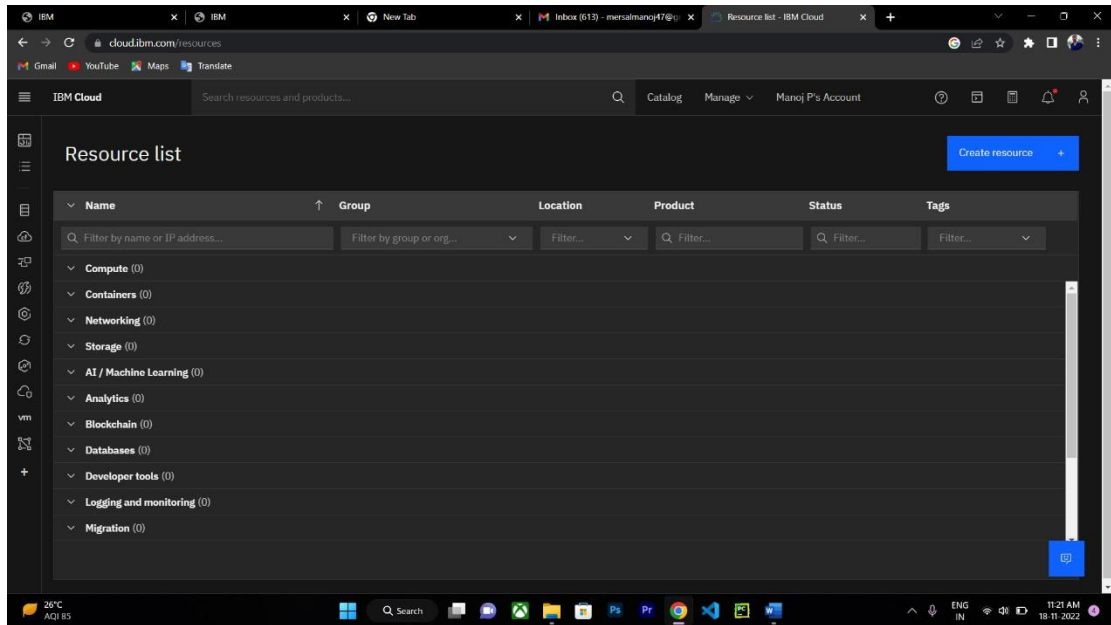 IBM
IBM
New Tab
Inbox (613) - mersalmanoj47@g
Resource list - IBM Cloud
cloud.ibm.com/resources
Gmail YouTube Maps Translate
IBM Cloud Search resources and products... Catalog Manage Manoj P's Account
Resource list
Create resource +
Name Group Location Product Status Tags
Filter by name or IP address... Filter by group or org... Filter... Filter... Filter... Filter...
Compute (0)
Containers (0)
Networking (0)
Storage (0)
AI / Machine Learning (0)
Analytics (0)
Blockchain (0)
Databases (0)
Developer tools (0)
Logging and monitoring (0)
Migration (0)
vm
26°C
AQI 85
Search
Ps
Pr
PC
ENG
IN
11:21 AM
18-11-2022
4